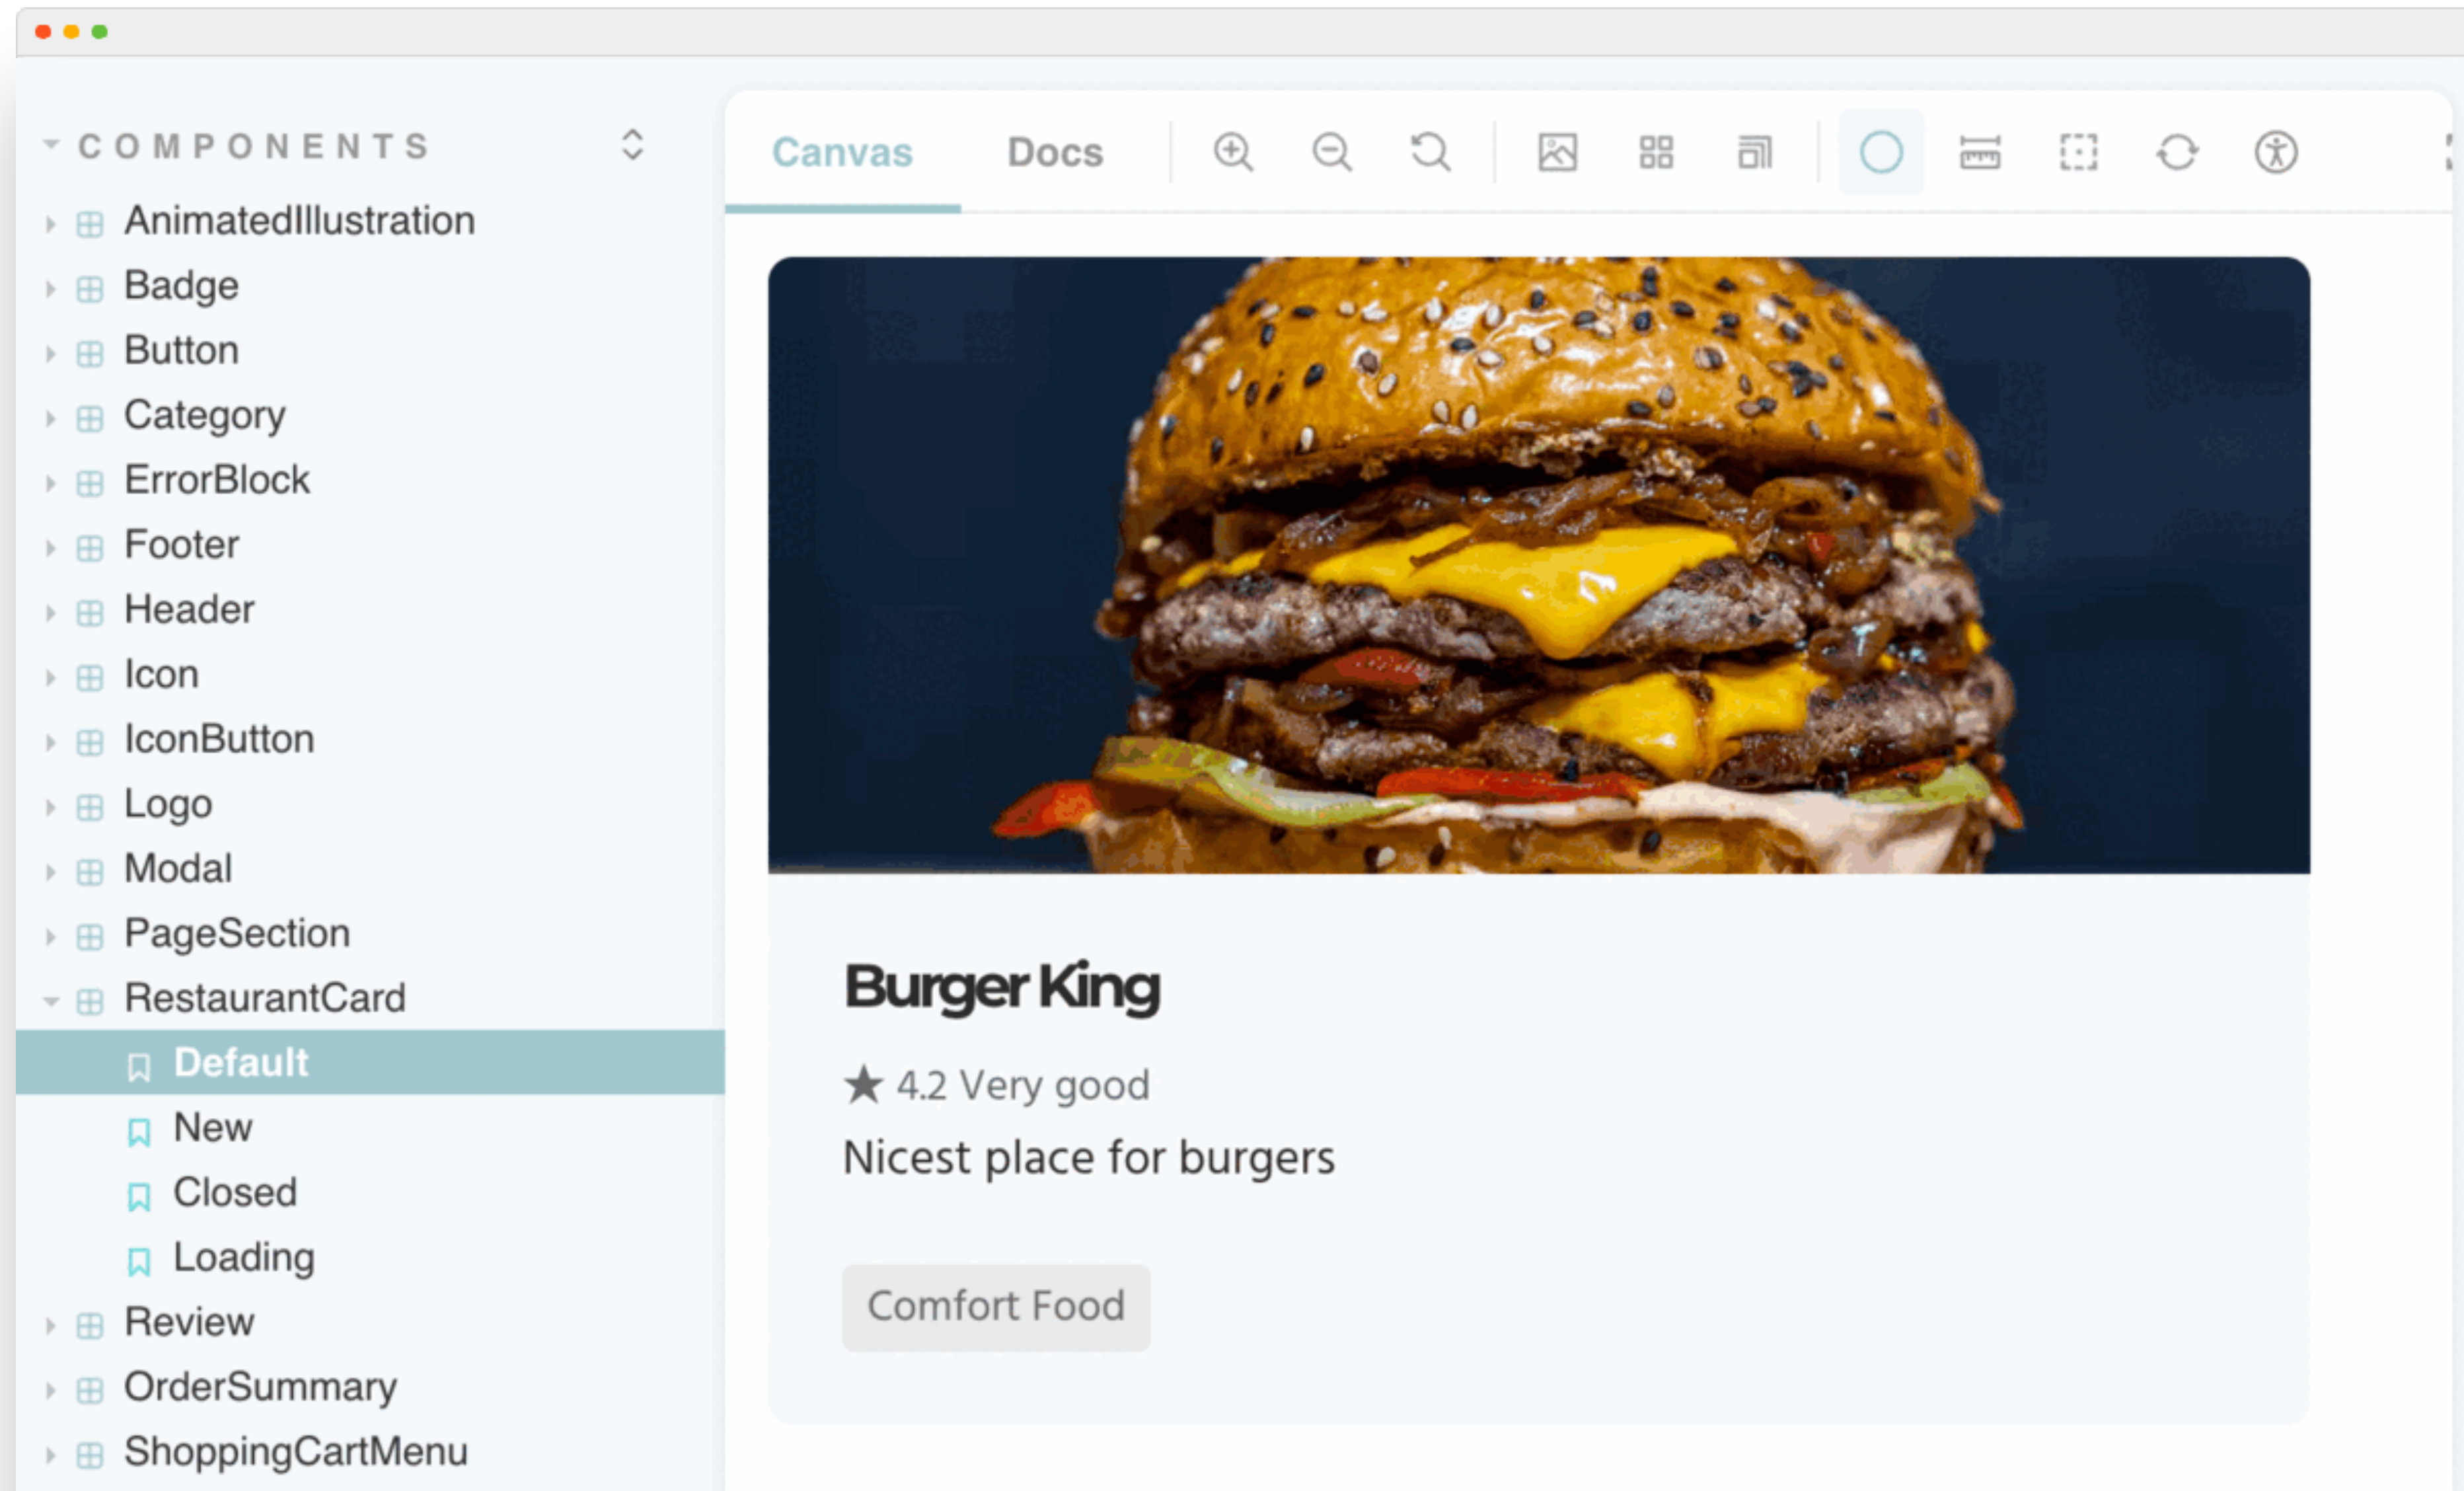 COMPONENTS
AnimatedIllustration
Badge
Button
Category
ErrorBlock
Footer
Header
Icon
IconButton
Logo
Modal
PageSection
RestaurantCard
Default
New
Closed
Loading
Review
OrderSummary
ShoppingCartMenu
Canvas Docs
Burger King
★ 4.2 Very good
Nicest place for burgers
Comfort Food